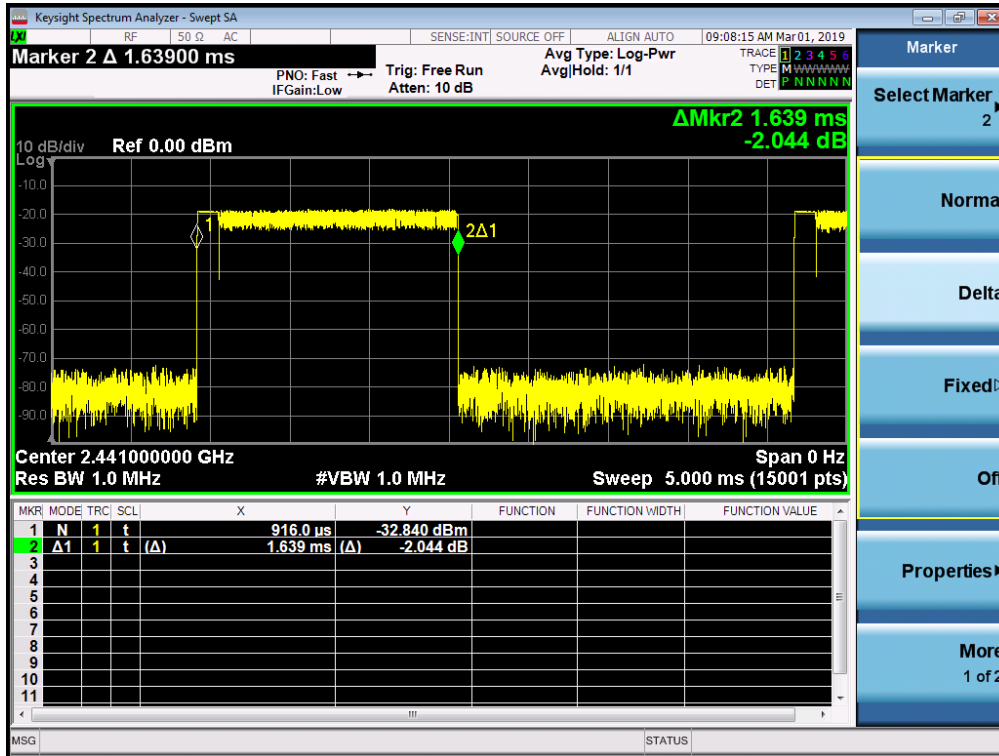 Keysight Spectrum Analyzer - Swept SA
LXI RF 50 Ω AC SENSE:INT SOURCE OFF ALIGN AUTO 09:08:15 AM Mar 01, 2019
Marker 2 Δ 1.63900 ms
PNO: Fast
IFGain:Low
Trig: Free Run
Atten: 10 dB
Avg Type: Log-Pwr
Avg|Hold: 1/1
TRACE 1 2 3 4 5 6
TYPE M WWWWW
DET P N N N N N
ΔMkr2 1.639 ms
-2.044 dB
10 dB/div Ref 0.00 dBm
Log
-10.0
-20.0
-30.0
-40.0
-50.0
-60.0
-70.0
-80.0
-90.0
1
2Δ1
Center 2.441000000 GHz Span 0 Hz
Res BW 1.0 MHz #VBW 1.0 MHz Sweep 5.000 ms (15001 pts)
MKR MODE TRC SCL X Y FUNCTION FUNCTION WIDTH FUNCTION VALUE
1 N 1 t 916.0 µs -32.840 dBm
2 Δ1 1 t (Δ) 1.639 ms (Δ) -2.044 dB
3
4
5
6
7
8
9
10
11
MSG STATUS
Marker
Select Marker
2
Norma
Delta
Fixed
Of
Properties
More
1 of 2